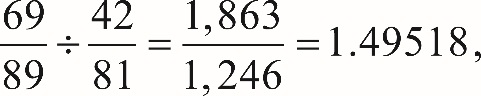 69/89 ÷ 42/81 = 1,863/1,246 = 1.49518,